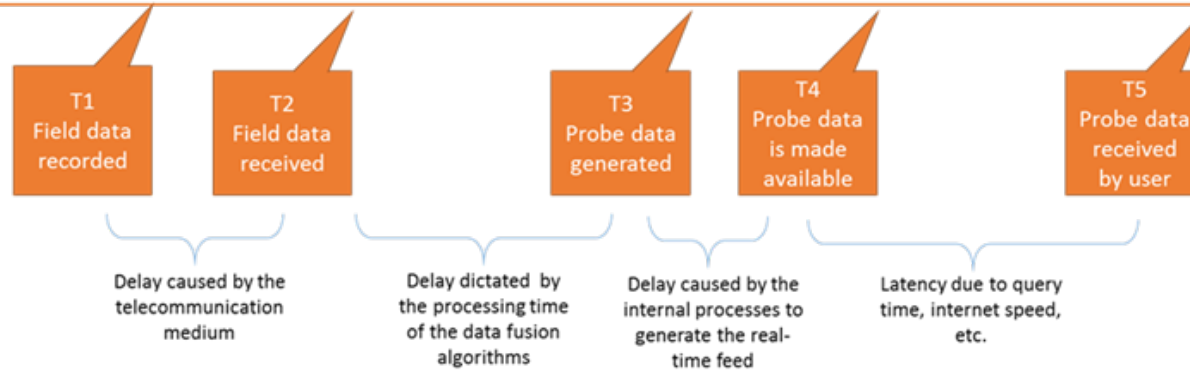 T1
Field data
recorded
T2
Field data
received
T3
Probe data
generated
T4
Probe data
is made
available
T5
Probe data
received
by user
Delay caused by the
telecommunication
medium
Delay dictated by
the processing time
of the data fusion
algorithms
Delay caused by the
internal processes to
generate the real-
time feed
Latency due to query
time, internet speed,
etc.